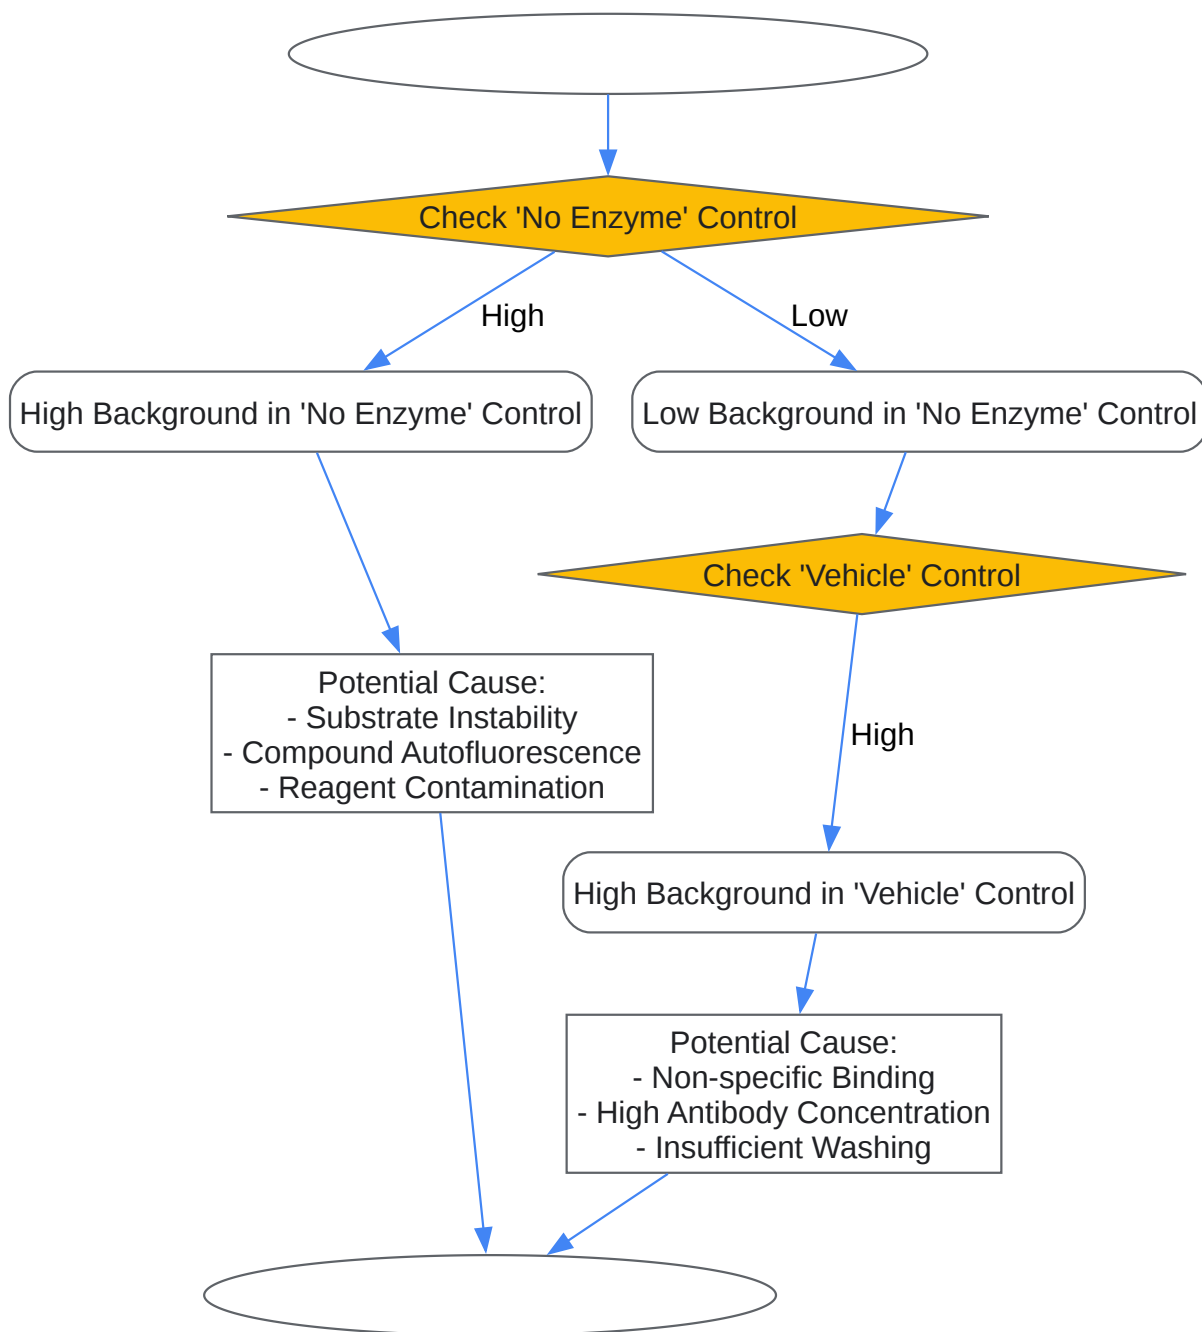 Check 'No Enzyme' Control
High
Low
High Background in 'No Enzyme' Control
Low Background in 'No Enzyme' Control
Check 'Vehicle' Control
Potential Cause:
- Substrate Instability
- Compound Autofluorescence
- Reagent Contamination
High
High Background in 'Vehicle' Control
Potential Cause:
- Non-specific Binding
- High Antibody Concentration
- Insufficient Washing